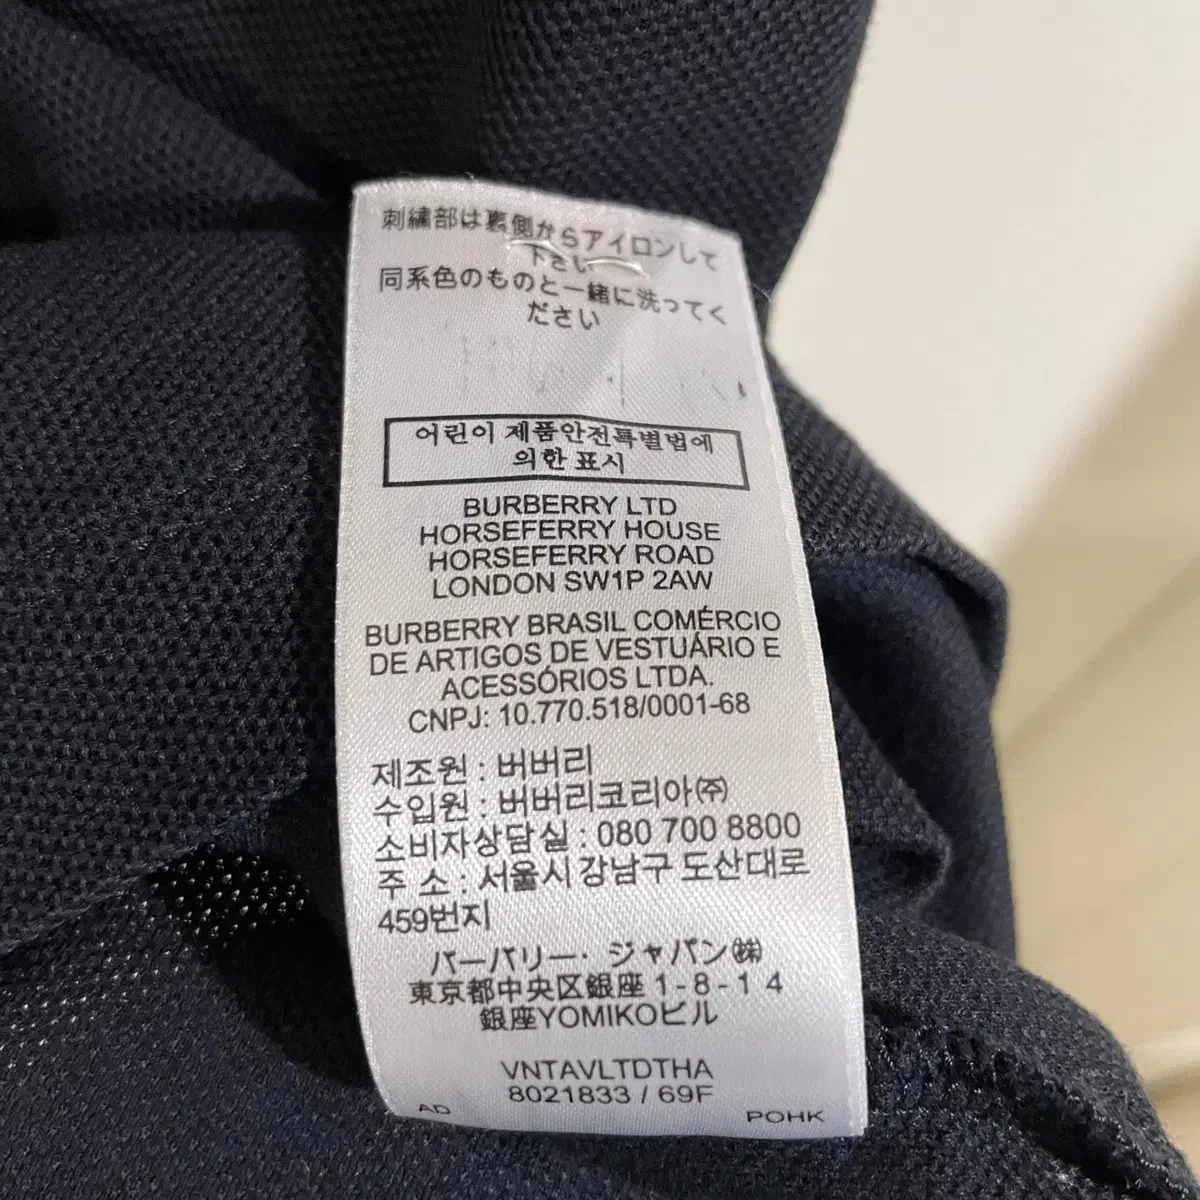 刺繍部は裏側からアイロンして
下さい
同系色のものと一緒に洗ってく
ださい
어린이 제품안전특별법에
의한 표시
BURBERRY LTD
HORSEFERRY HOUSE
HORSEFERRY ROAD
LONDON SW1P 2AW
BURBERRY BRASIL COMÉRCIO
DE ARTIGOS DE VESTUÁRIO E
ACESSÓRIOS LTDA.
CNPJ: 10.770.518/0001-68
제조원 : 버버리
수입원 : 버버리코리아㈜
소비자상담실 : 080 700 8800
주 소 : 서울시 강남구 도산대로
459번지
バーバリー・ジャパン㈱
東京都中央区銀座1-8-14
銀座YOMIKOビル
VNTAVLTDTHA
8021833 / 69F
AD POHK